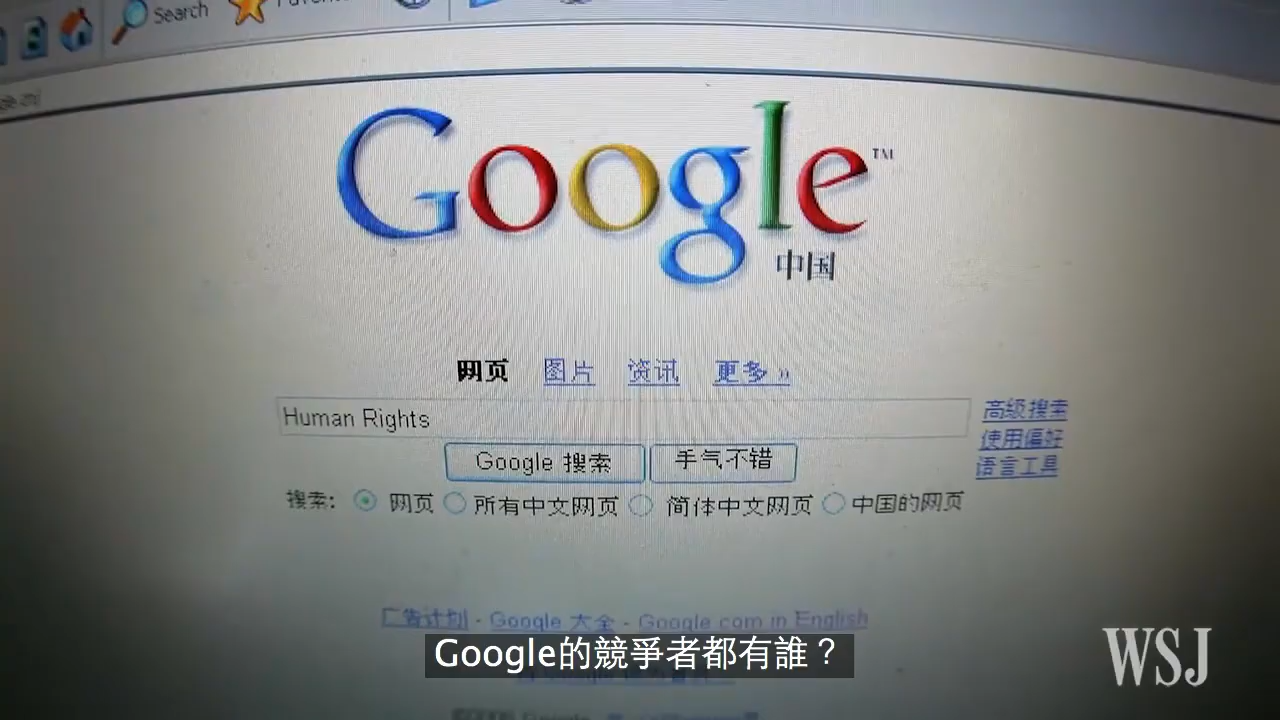 Search
Google™
中国
网页 图片 资讯 更多 »
Human Rights
高级搜索
使用偏好
语言工具
Google 搜索 手气不错
搜索: 网页 所有中文网页 简体中文网页 中国的网页
广告计划 - Google 大全 - Google.com in English
Google的競爭者都有誰？
WSJ